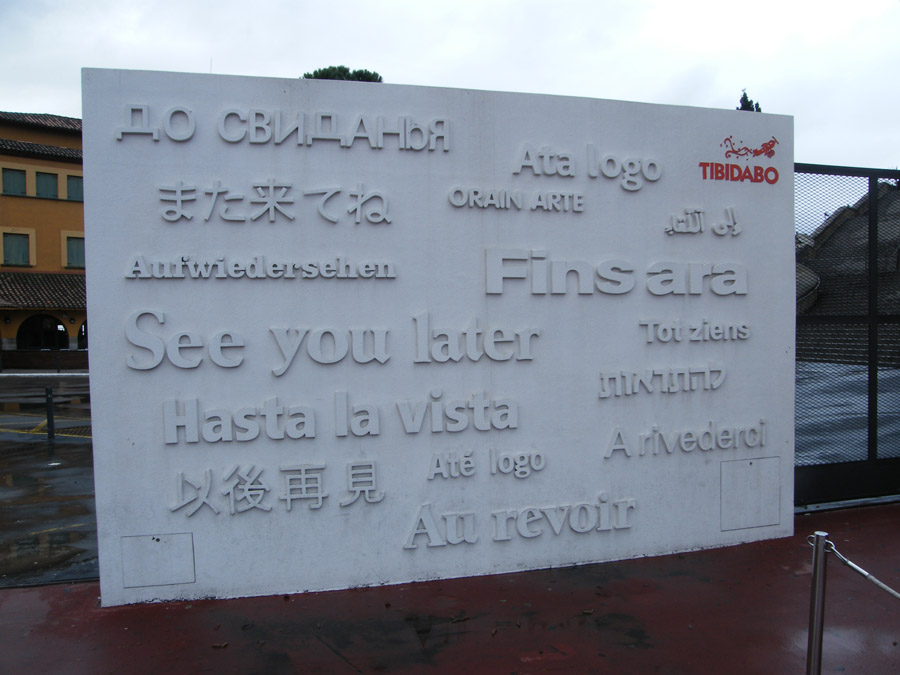 ДО СВИДАНЬЯ
Ata logo
TIBIDABO
また来てね
ORAIN ARTE
إلى اللقاء
Aufwiedersehen
Fins ara
See you later
Tot ziens
להתראות
Hasta la vista
A rivederci
Até logo
以後再見
Au revoir